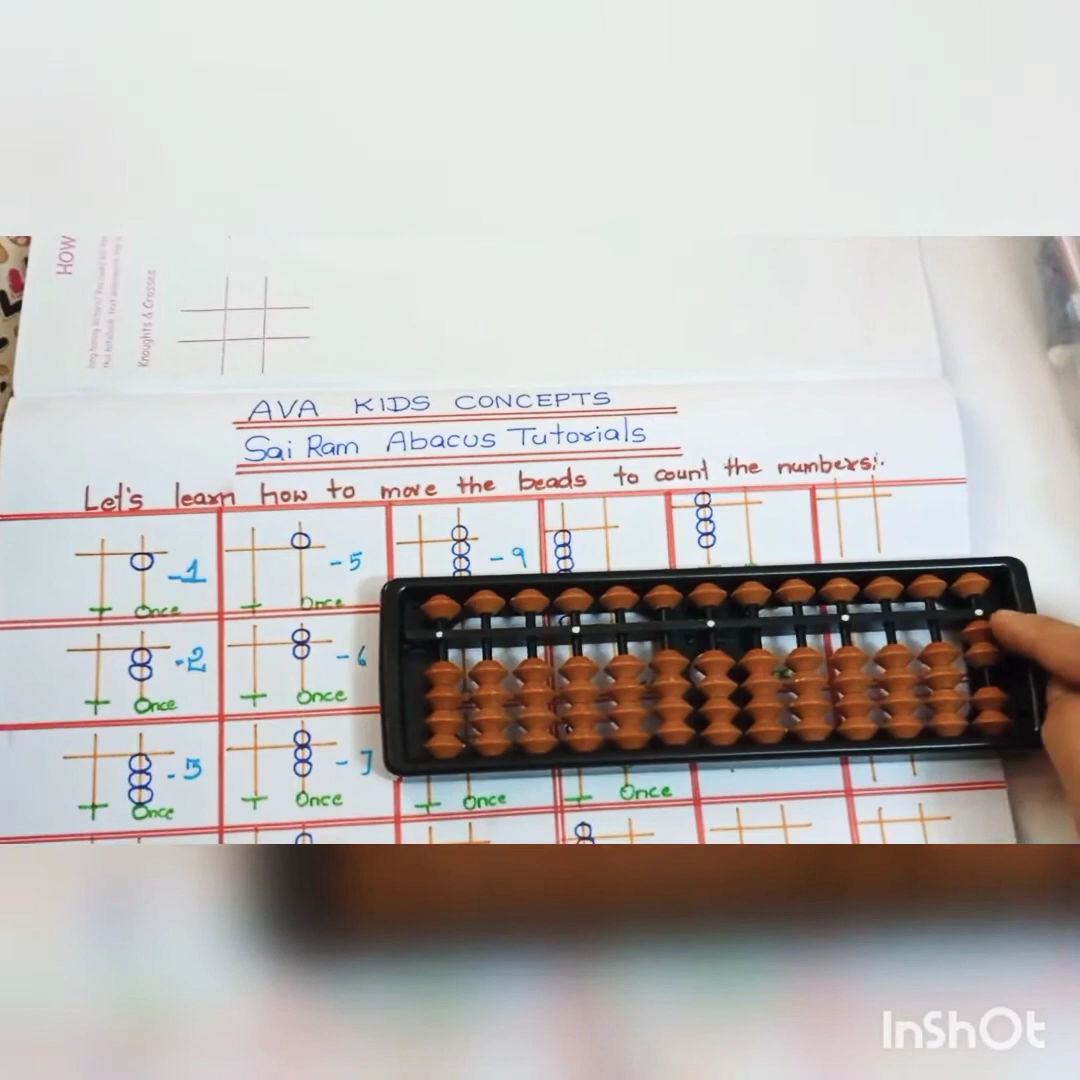 HOW
Knoughts & Crosses
AVA KIDS CONCEPTS
Sai Ram Abacus Tutorials
Let's learn how to move the beads to count the numbers:.
-1 -5 -9
T Once Once
-2 -6
T Once T Once
-3 -7
T Once T Once T Once T Once
InShOt